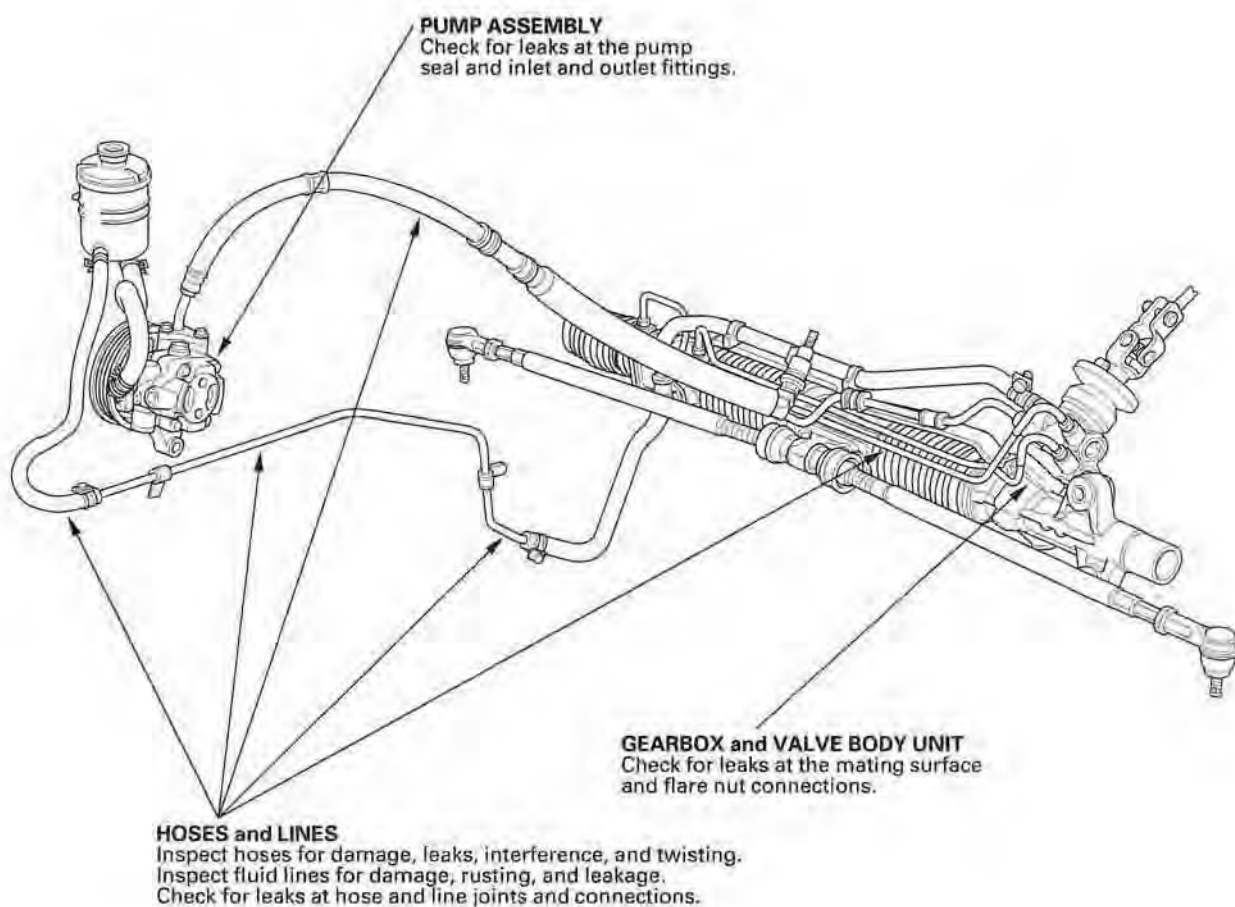 PUMP ASSEMBLY
Check for leaks at the pump
seal and inlet and outlet fittings.
GEARBOX and VALVE BODY UNIT
Check for leaks at the mating surface
and flare nut connections.
HOSES and LINES
Inspect hoses for damage, leaks, interference, and twisting.
Inspect fluid lines for damage, rusting, and leakage.
Check for leaks at hose and line joints and connections.